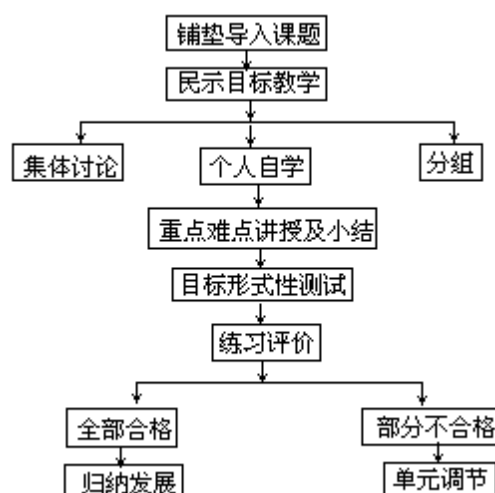 铺垫导入课题
民示目标教学
集体讨论
个人自学
分组
重点难点讲授及小结
目标形式性测试
练习评价
全部合格
部分不合格
归纳发展
单元调节